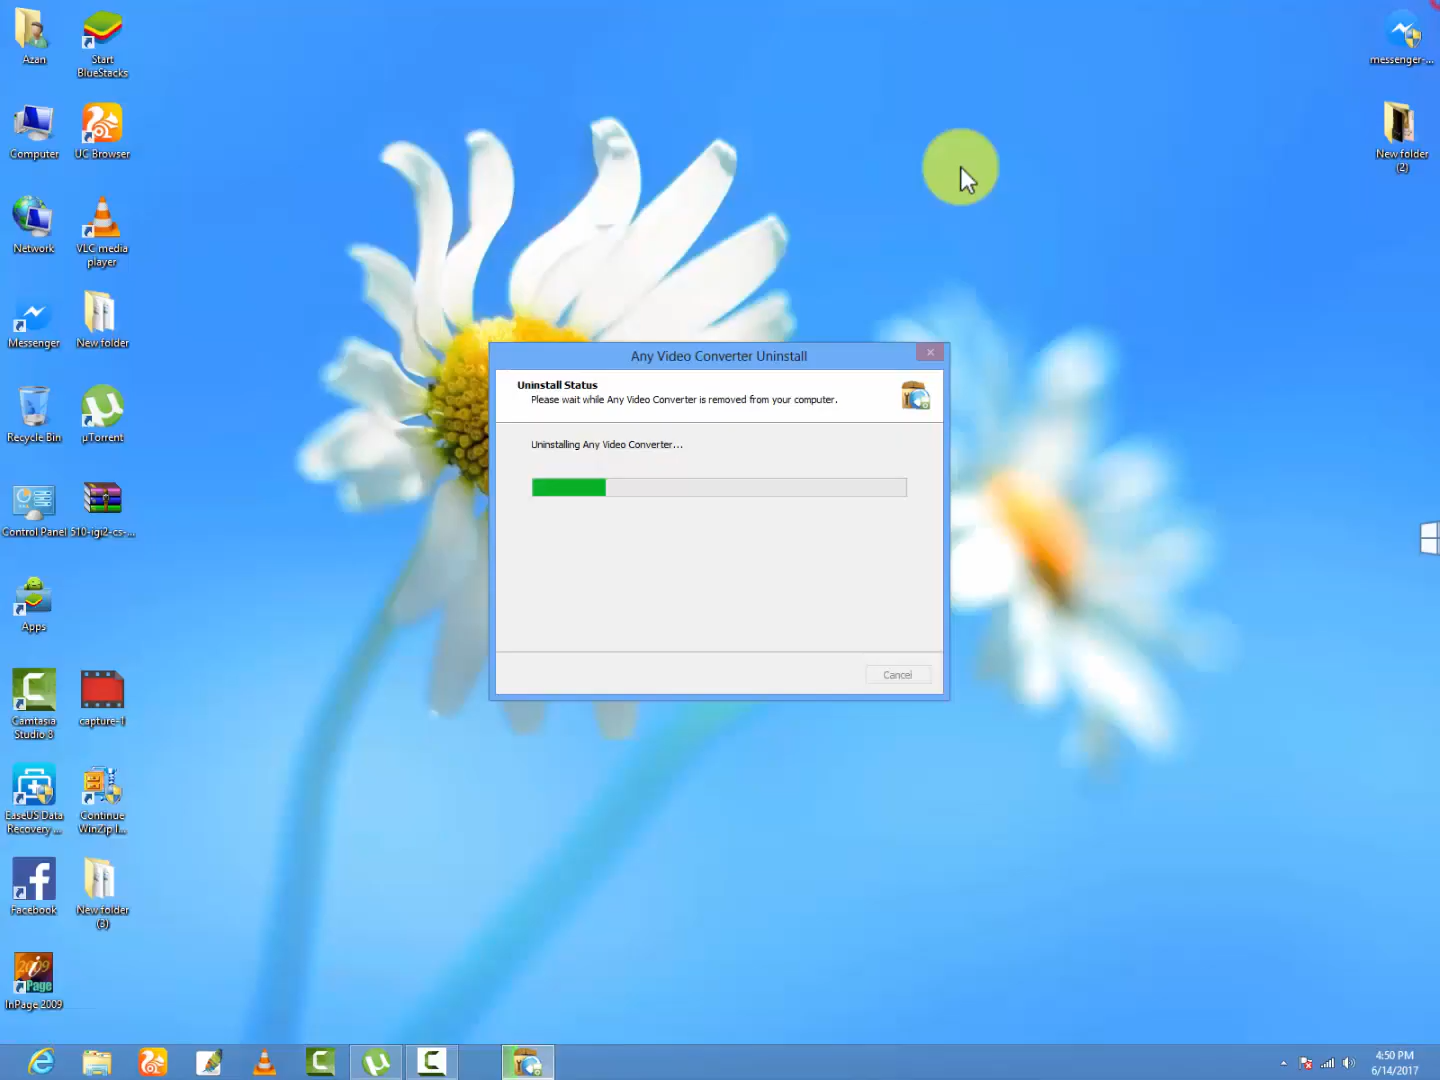 Azan
Start
BlueStacks
Computer
UC Browser
Network
VLC media
player
Messenger
New folder
Recycle Bin
µTorrent
Control Panel
510-igi2-cs-...
Apps
Camtasia
Studio 8
capture-1
EaseUS Data
Recovery ...
Continue
WinZip I...
Facebook
New folder
(3)
2009
Page
InPage 2009
messenger-...
New folder
(2)
Any Video Converter Uninstall
Uninstall Status
Please wait while Any Video Converter is removed from your computer.
Uninstalling Any Video Converter...
Cancel
4:50 PM
6/14/2017